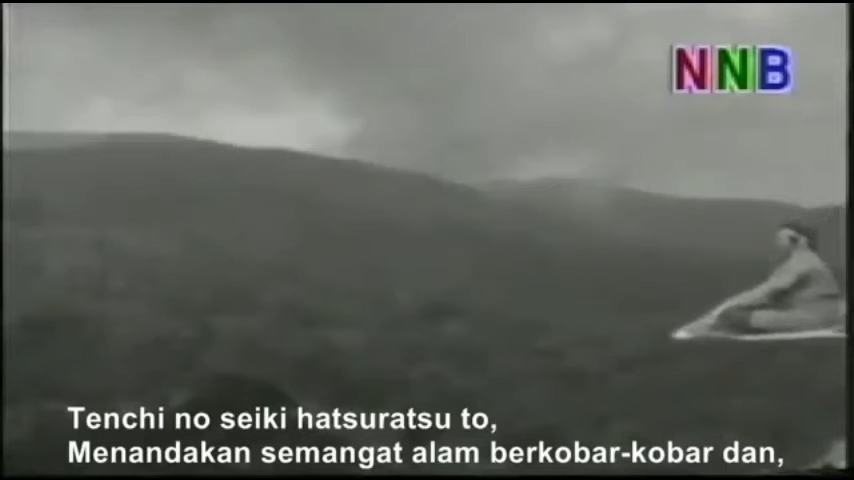 NNB
Tenchi no seiki hatsuratsu to,
Menandakan semangat alam berkobar-kobar dan,